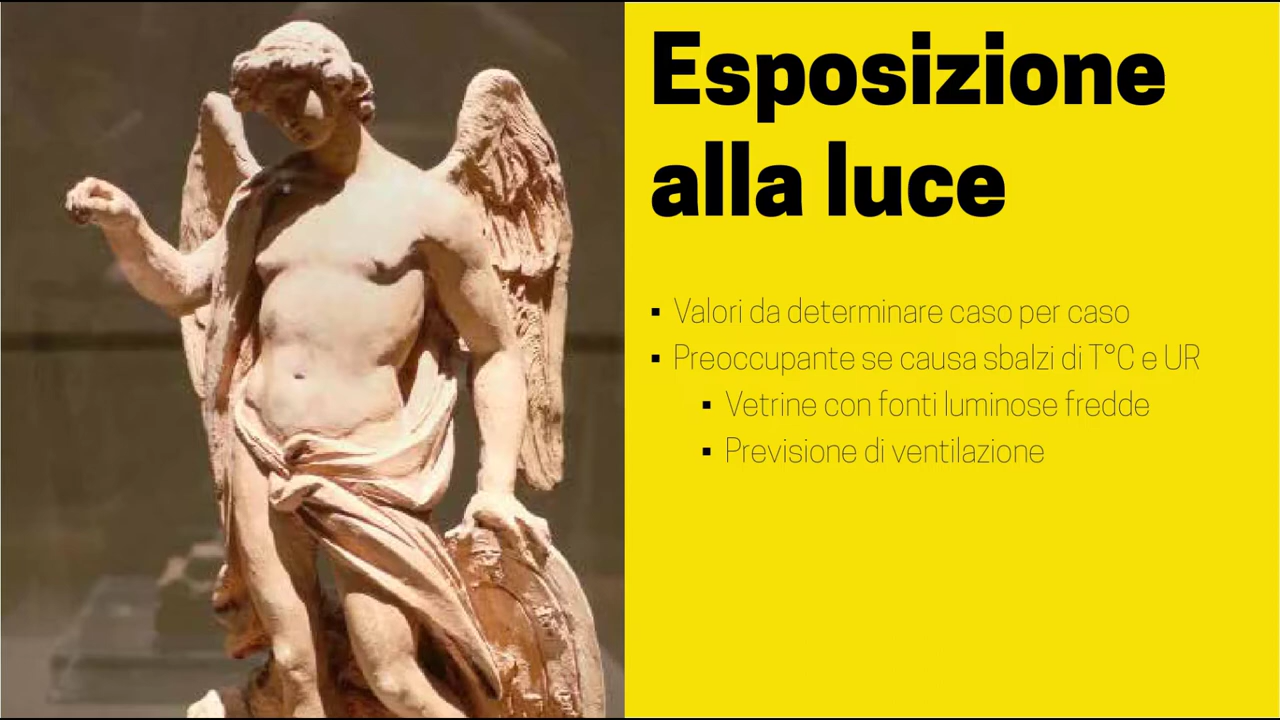 Esposizione
alla luce
▪ Valori da determinare caso per caso
▪ Preoccupante se causa sbalzi di T°C e UR
▪ Vetrine con fonti luminose fredde
▪ Previsione di ventilazione